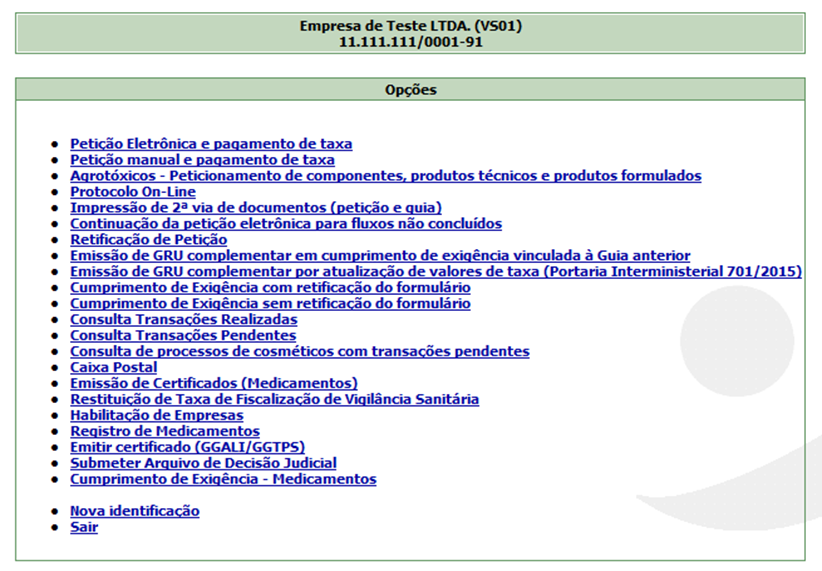 Empresa de Teste LTDA. (VS01)
11.111.111/0001-91
Opções
Petição Eletrônica e pagamento de taxa
Petição manual e pagamento de taxa
Agrotóxicos - Peticionamento de componentes, produtos técnicos e produtos formulados
Protocolo On-Line
Impressão de 2ª via de documentos (petição e guia)
Continuação da petição eletrônica para fluxos não concluídos
Retificação de Petição
Emissão de GRU complementar em cumprimento de exigência vinculada à Guia anterior
Emissão de GRU complementar por atualização de valores de taxa (Portaria Interministerial 701/2015)
Cumprimento de Exigência com retificação do formulário
Cumprimento de Exigência sem retificação do formulário
Consulta Transações Realizadas
Consulta Transações Pendentes
Consulta de processos de cosméticos com transações pendentes
Caixa Postal
Emissão de Certificados (Medicamentos)
Restituição de Taxa de Fiscalização de Vigilância Sanitária
Habilitação de Empresas
Registro de Medicamentos
Emitir certificado (GGALI/GGTPS)
Submeter Arquivo de Decisão Judicial
Cumprimento de Exigência - Medicamentos
Nova identificação
Sair